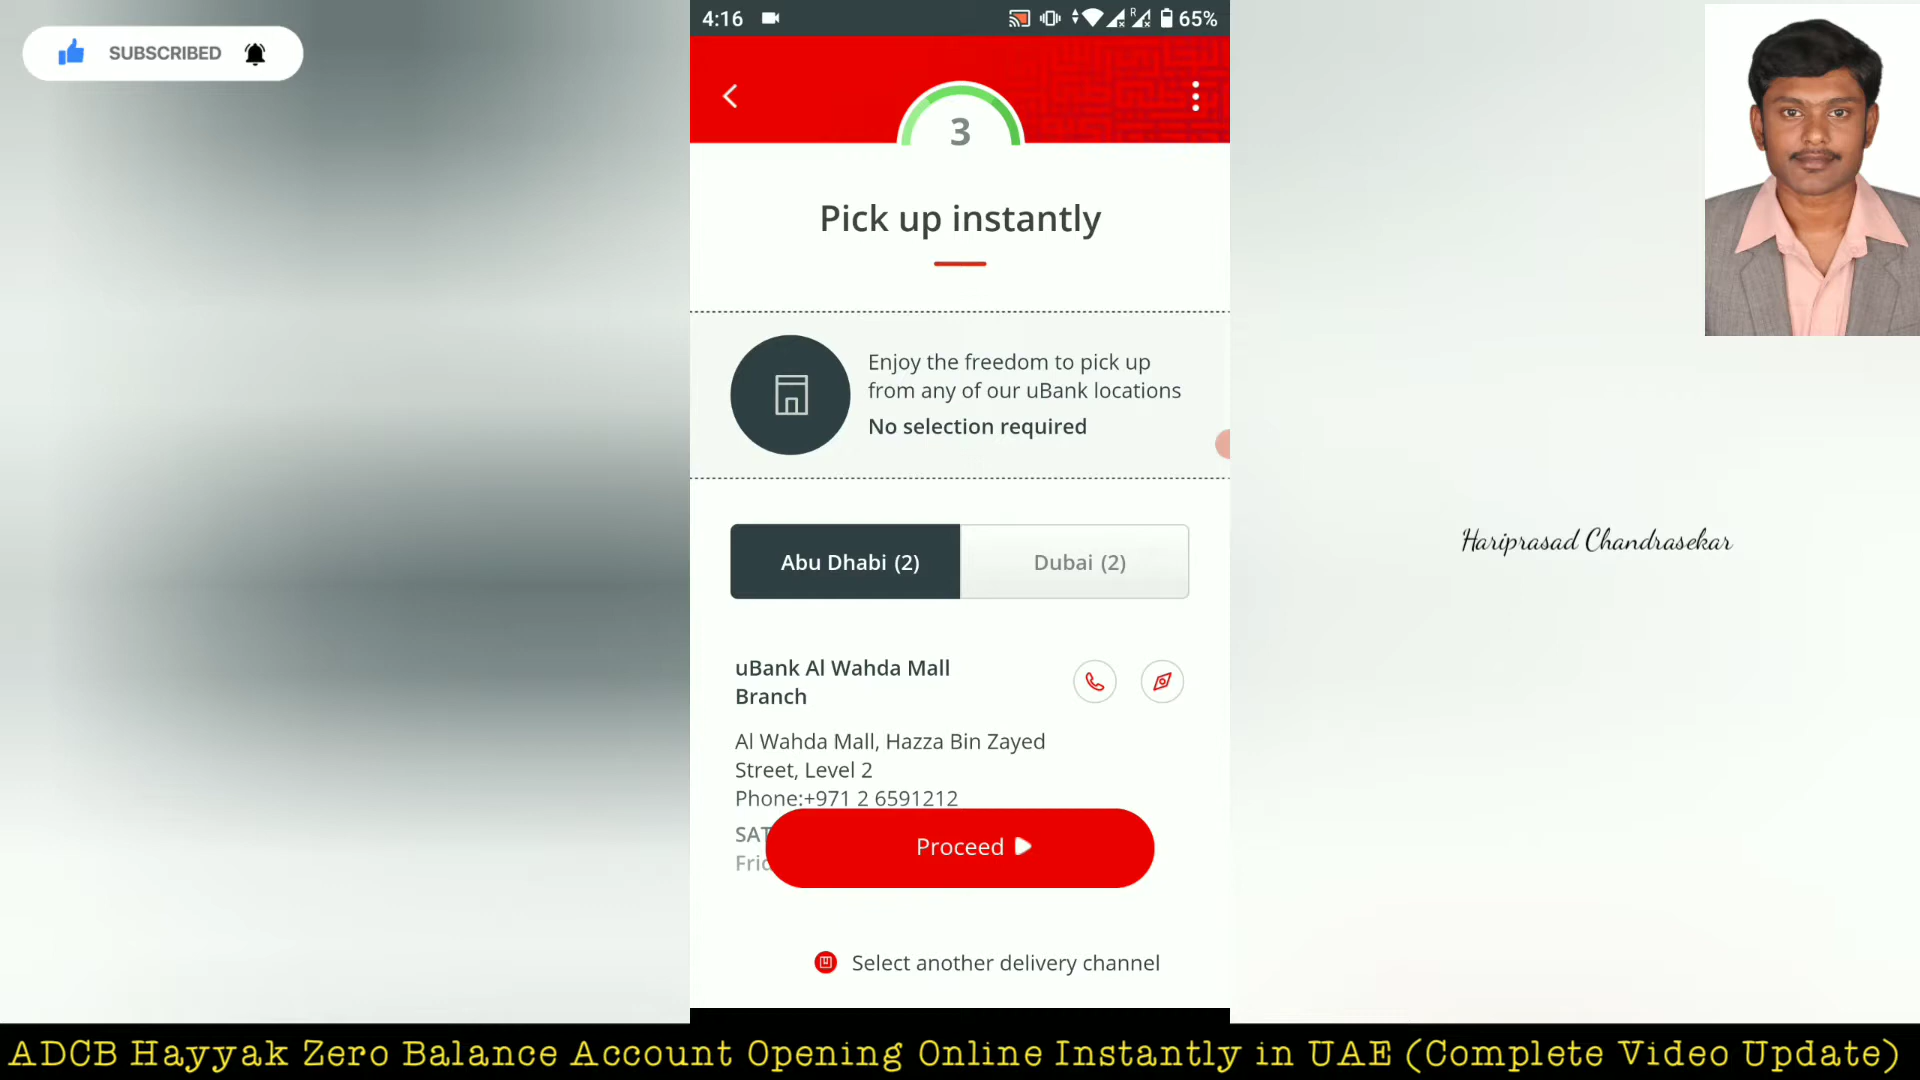 SUBSCRIBED
4:16
R
65%
3
Pick up instantly
Enjoy the freedom to pick up
from any of our uBank locations
No selection required
Abu Dhabi (2)
Dubai (2)
uBank Al Wahda Mall
Branch
Al Wahda Mall, Hazza Bin Zayed
Street, Level 2
Phone:+971 2 6591212
SAT
Proceed
Select another delivery channel
Hariprasad Chandrasekar
ADCB Hayyak Zero Balance Account Opening Online Instantly in UAE (Complete Video Update)